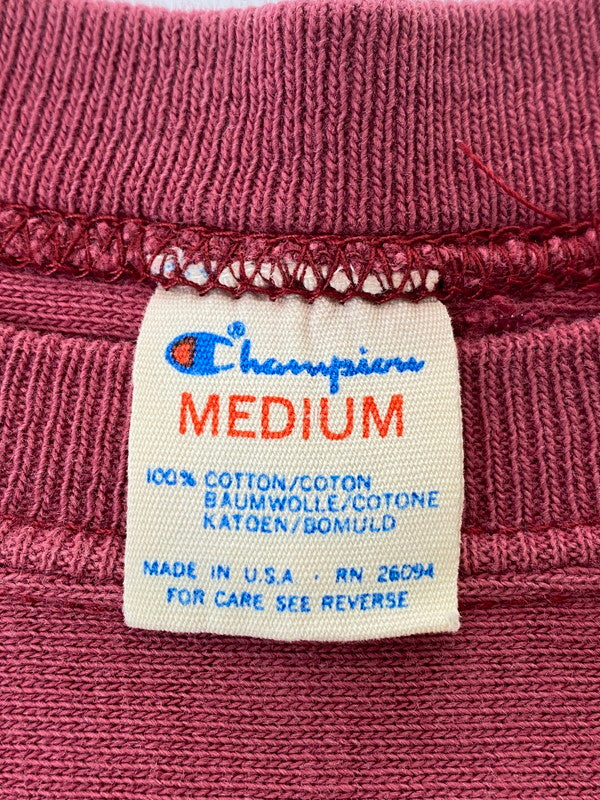 Champion®
MEDIUM
100% COTTON/COTON
BAUMWOLLE/COTONE
KATOEN/BOMULD
MADE IN U.S.A. · RN 26094
FOR CARE SEE REVERSE